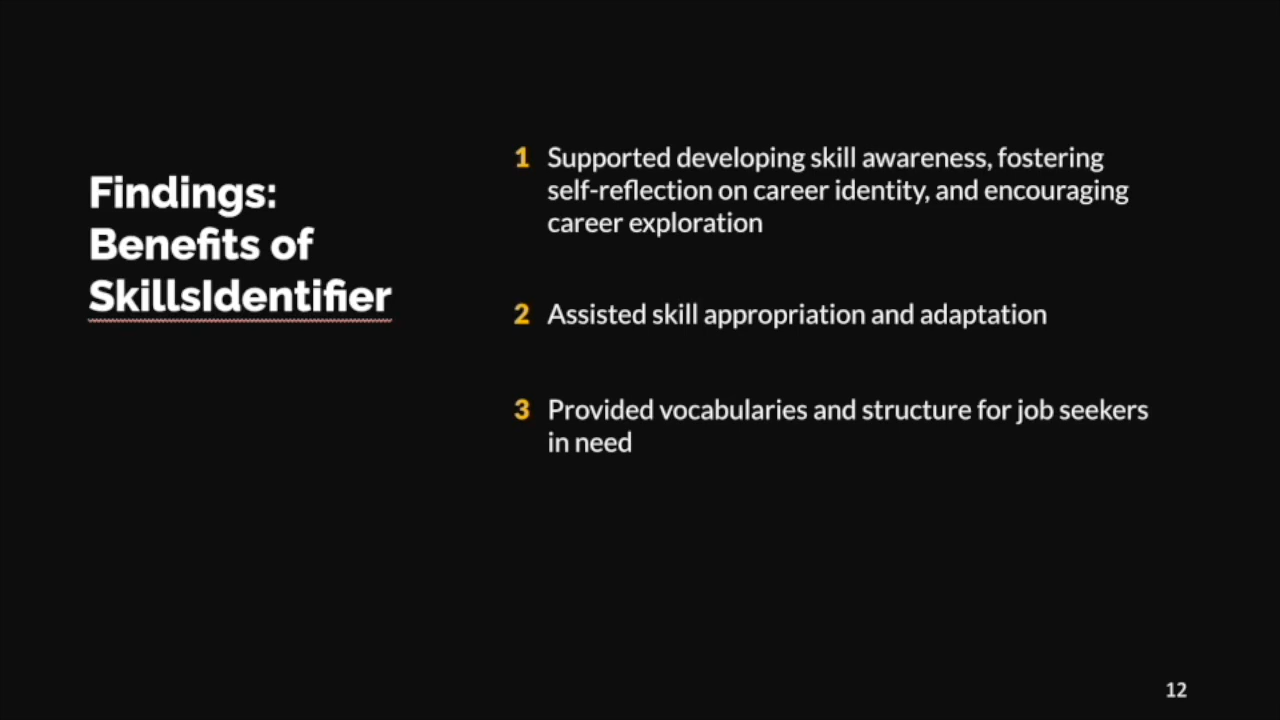 Findings:
Benefits of
SkillsIdentifier
1 Supported developing skill awareness, fostering
self-reflection on career identity, and encouraging
career exploration
2 Assisted skill appropriation and adaptation
3 Provided vocabularies and structure for job seekers
in need
12